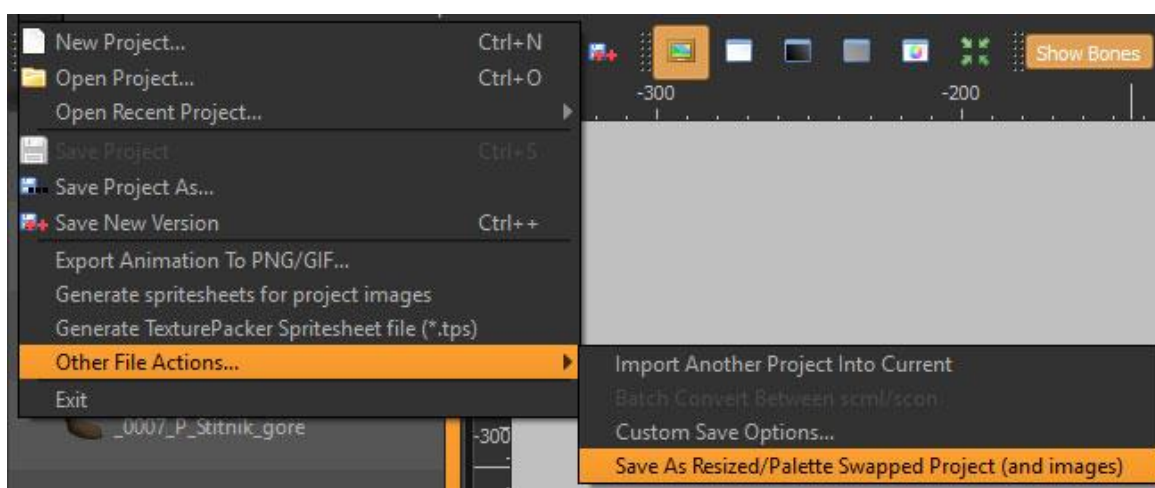 New Project... Ctrl+N
Open Project... Ctrl+O
Open Recent Project...
Save Project Ctrl+S
Save Project As...
Save New Version Ctrl++
Export Animation To PNG/GIF...
Generate spritesheets for project images
Generate TexturePacker Spritesheet file (*.tps)
Other File Actions...
Exit
_0007_P_Stitnik_gore
Show Bones
-300 -200
-300
Import Another Project Into Current
Batch Convert Between scml/scon
Custom Save Options...
Save As Resized/Palette Swapped Project (and images)